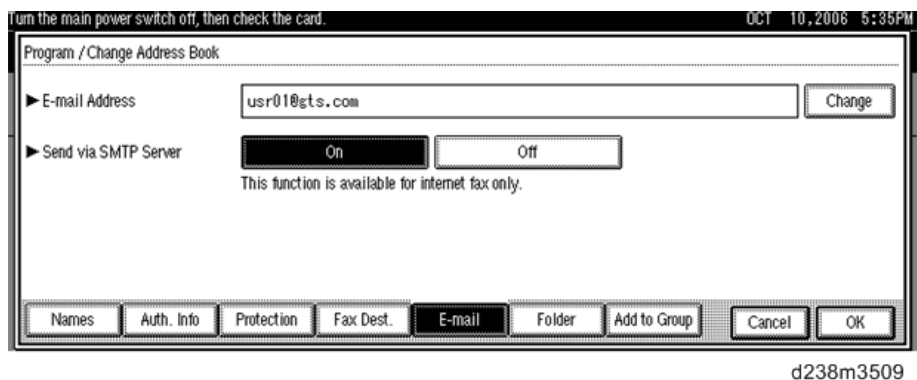 Turn the main power switch off, then check the card. OCT 10,2006 5:35PM
Program / Change Address Book
►E-mail Address usr01@gts.com Change
►Send via SMTP Server On Off
This function is available for internet fax only.
Names Auth. Info Protection Fax Dest. E-mail Folder Add to Group Cancel OK
d238m3509